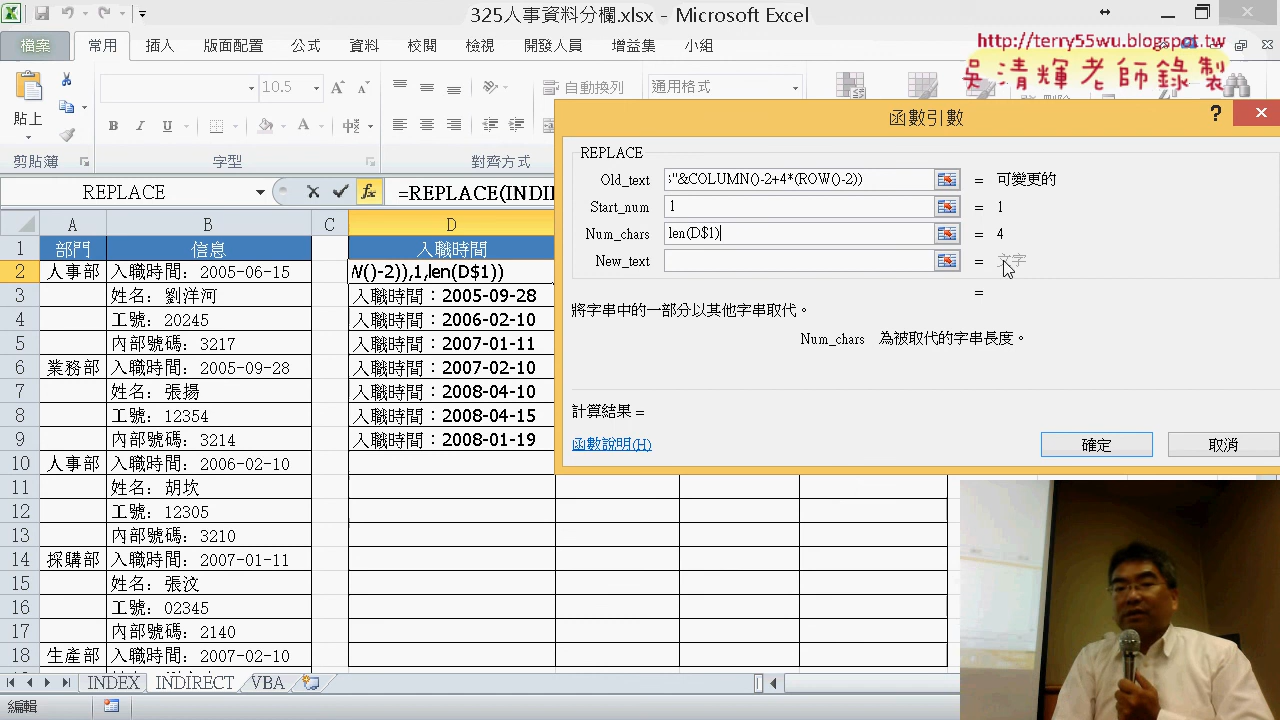 325人事資料分欄.xlsx - Microsoft Excel
檔案 常用 插入 版面配置 公式 資料 校閱 檢視 開發人員 增益集 小組
http://terry55wu.blogspot.tw
吳清輝老師錄製
貼上 10.5 自動換列 通用格式
剪貼簿 字型 對齊方式
REPLACE =REPLACE(INDI
函數引數
REPLACE
Old_text :"&COLUMN()-2+4*(ROW()-2)) = 可變更的
Start_num 1 = 1
Num_chars len(D$1) = 4
New_text = 文字
=
將字串中的一部分以其他字串取代。
Num_chars 為被取代的字串長度。
計算結果 =
函數說明(H) 確定 取消
A B C D
1 部門 信息 入職時間
2 人事部 入職時間: 2005-06-15 W()-2)),1,len(D$1))
3 姓名: 劉洋河 入職時間：2005-09-28
4 工號: 20245 入職時間：2006-02-10
5 內部號碼: 3217 入職時間：2007-01-11
6 業務部 入職時間: 2005-09-28 入職時間：2007-02-10
7 姓名: 張揚 入職時間：2008-04-10
8 工號: 12354 入職時間：2008-04-15
9 內部號碼: 3214 入職時間：2008-01-19
10 人事部 入職時間: 2006-02-10
11 姓名: 胡坎
12 工號: 12305
13 內部號碼: 3210
14 採購部 入職時間: 2007-01-11
15 姓名: 張汶
16 工號: 02345
17 內部號碼: 2140
18 生產部 入職時間: 2007-02-10
INDEX INDIRECT VBA
編輯